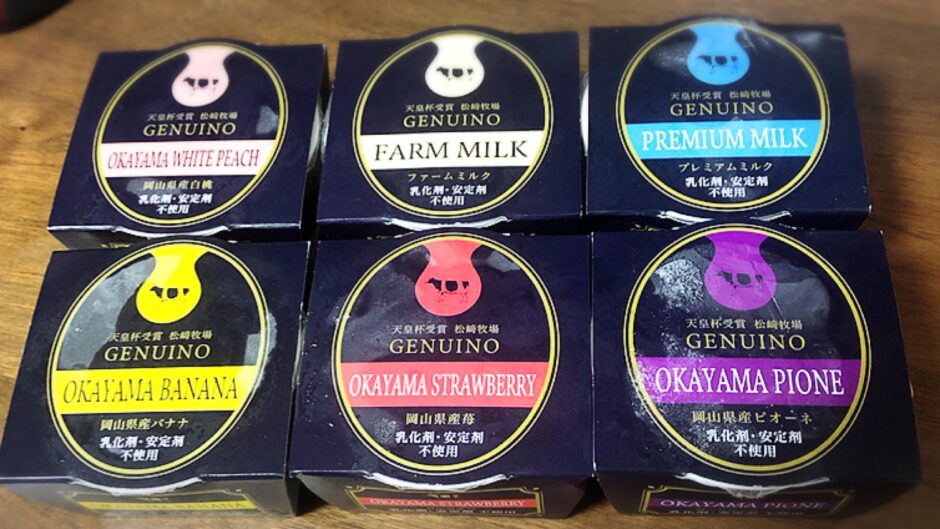 天皇杯受賞 松崎牧場
GENUINO
OKAYAMA WHITE PEACH
岡山県産白桃
乳化剤・安定剤
不使用
天皇杯受賞 松崎牧場
GENUINO
FARM MILK
ファームミルク
乳化剤・安定剤
不使用
天皇杯受賞 松崎牧場
GENUINO
PREMIUM MILK
プレミアムミルク
乳化剤・安定剤
不使用
天皇杯受賞 松崎牧場
GENUINO
OKAYAMA BANANA
岡山県産バナナ
乳化剤・安定剤
不使用
OKAYAMA BANANA
天皇杯受賞 松崎牧場
GENUINO
OKAYAMA STRAWBERRY
岡山県産苺
乳化剤・安定剤
不使用
OKAYAMA STRAWBERRY
天皇杯受賞 松崎牧場
GENUINO
OKAYAMA PIONE
岡山県産ピオーネ
乳化剤・安定剤
不使用
OKAYAMA PIONE